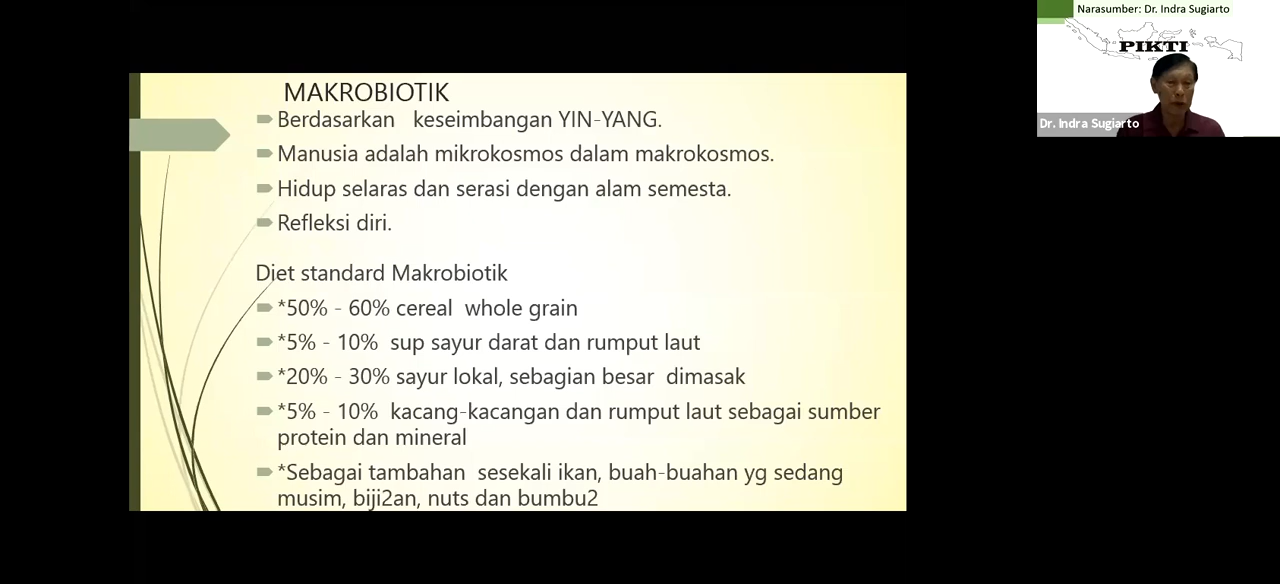 MAKROBIOTIK
Berdasarkan keseimbangan YIN-YANG.
Manusia adalah mikrokosmos dalam makrokosmos.
Hidup selaras dan serasi dengan alam semesta.
Refleksi diri.
Diet standard Makrobiotik
*50% - 60% cereal whole grain
*5% - 10% sup sayur darat dan rumput laut
*20% - 30% sayur lokal, sebagian besar dimasak
*5% - 10% kacang-kacangan dan rumput laut sebagai sumber
protein dan mineral
*Sebagai tambahan sesekali ikan, buah-buahan yg sedang
musim, biji2an, nuts dan bumbu2
Narasumber: Dr. Indra Sugiarto
PIKTI
Dr. Indra Sugiarto